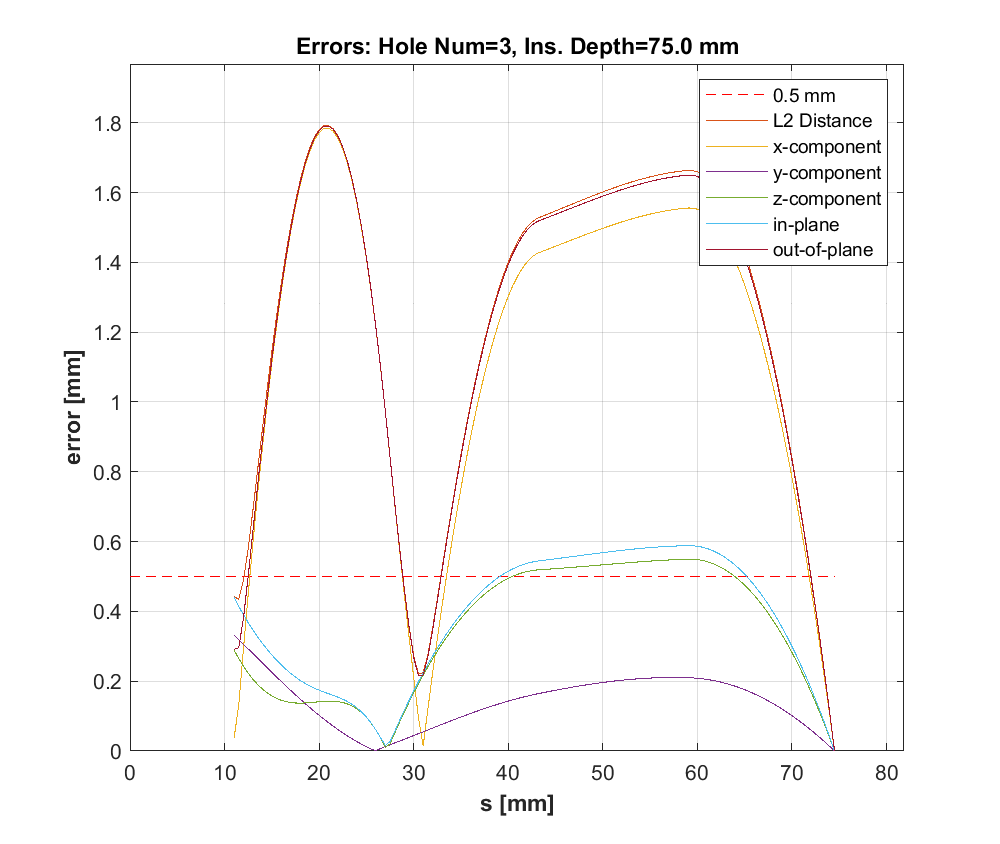 Errors: Hole Num=3, Ins. Depth=75.0 mm
0.5 mm
L2 Distance
x-component
y-component
z-component
in-plane
out-of-plane
1.8
1.6
1.4
1.2
1
0.8
0.6
0.4
0.2
0
error [mm]
0 10 20 30 40 50 60 70 80
s [mm]